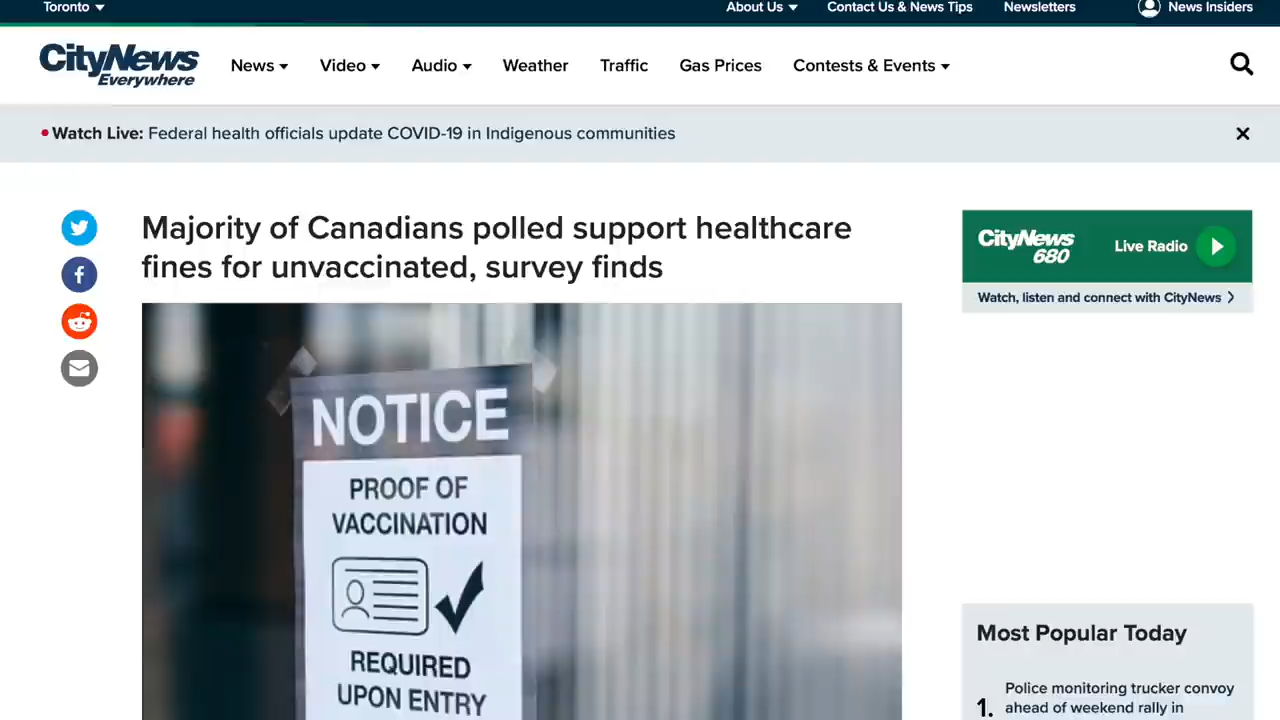 Toronto
About Us
Contact Us & News Tips
Newsletters
News Insiders
CityNews
Everywhere
News
Video
Audio
Weather
Traffic
Gas Prices
Contests & Events
Watch Live: Federal health officials update COVID-19 in Indigenous communities
Majority of Canadians polled support healthcare
fines for unvaccinated, survey finds
NOTICE
PROOF OF
VACCINATION
REQUIRED
UPON ENTRY
CityNews
680
Live Radio
Watch, listen and connect with CityNews
Most Popular Today
1.
Police monitoring trucker convoy
ahead of weekend rally in